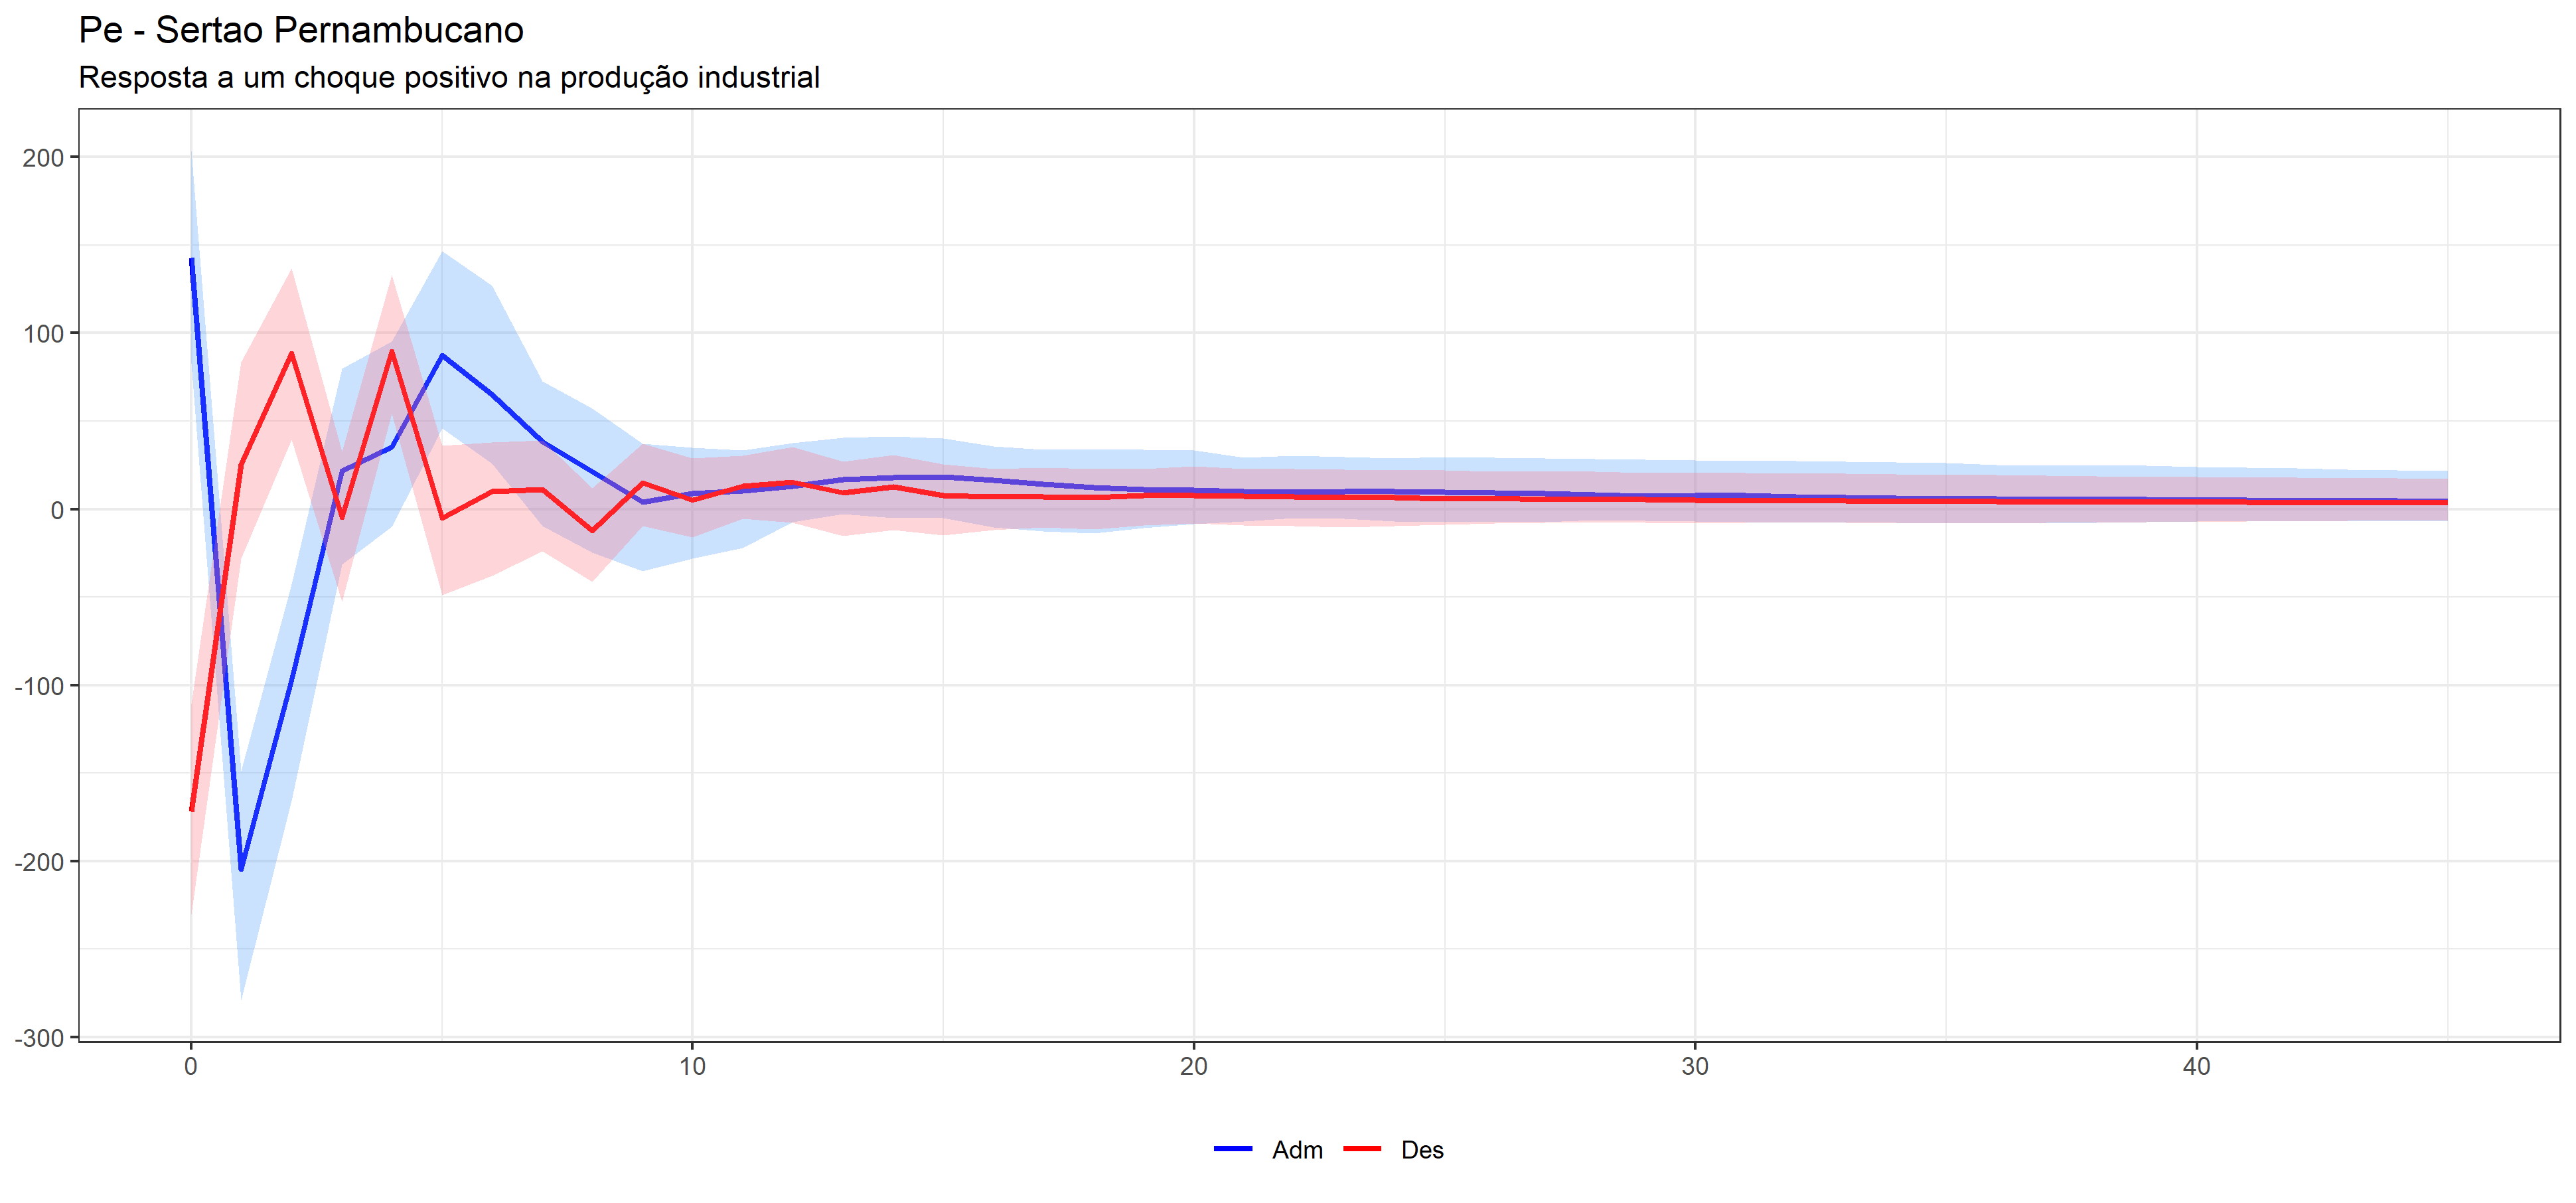 Pe - Sertao Pernambucano
Resposta a um choque positivo na produção industrial
200
100
0
-100
-200
-300
0 10 20 30 40
Adm Des